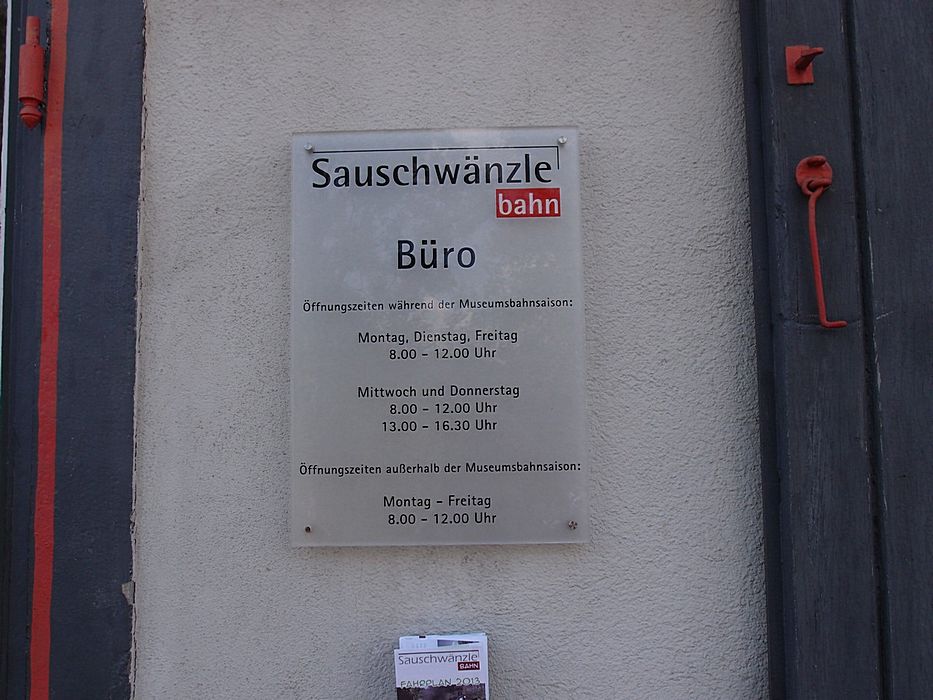 Sauschwänzle
bahn
Büro
Öffnungszeiten während der Museumsbahnsaison:
Montag, Dienstag, Freitag
8.00 - 12.00 Uhr
Mittwoch und Donnerstag
8.00 - 12.00 Uhr
13.00 - 16.30 Uhr
Öffnungszeiten außerhalb der Museumsbahnsaison:
Montag - Freitag
8.00 - 12.00 Uhr
Sauschwänzle
BAHN
FAHRPLAN 2013